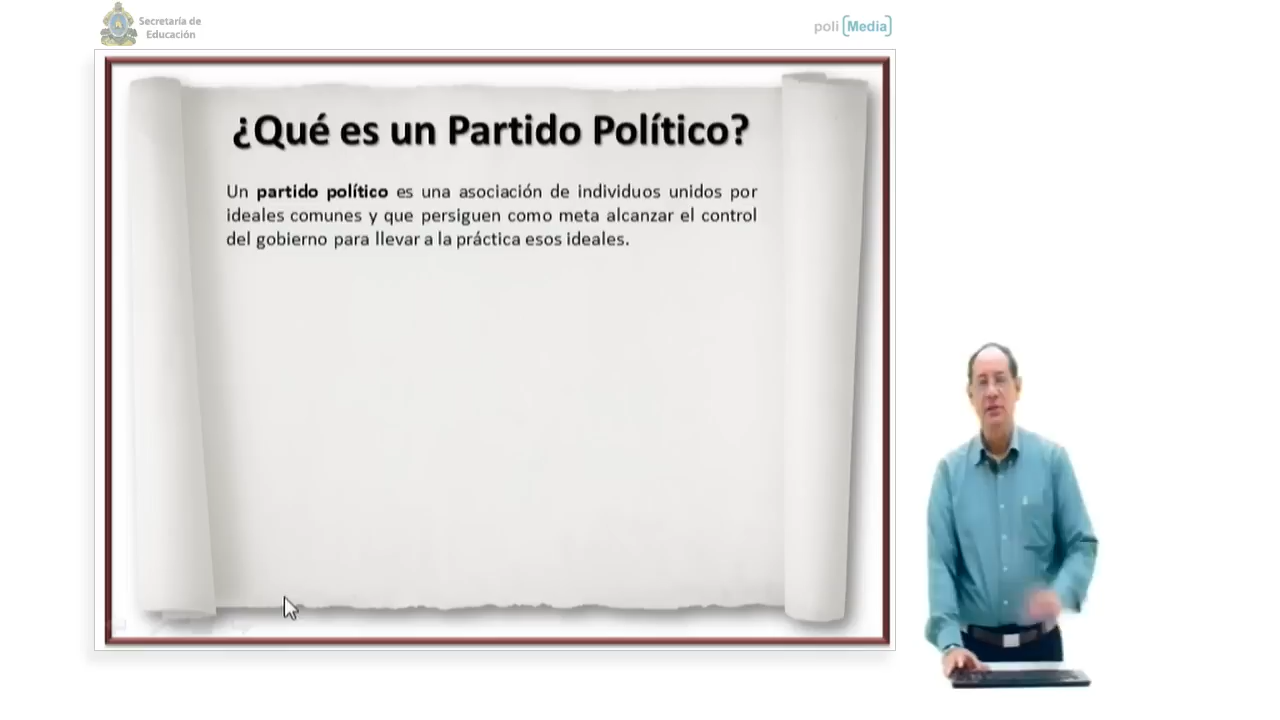 Secretaría de
Educación
poli [Media]
¿Qué es un Partido Político?
Un partido político es una asociación de individuos unidos por
ideales comunes y que persiguen como meta alcanzar el control
del gobierno para llevar a la práctica esos ideales.